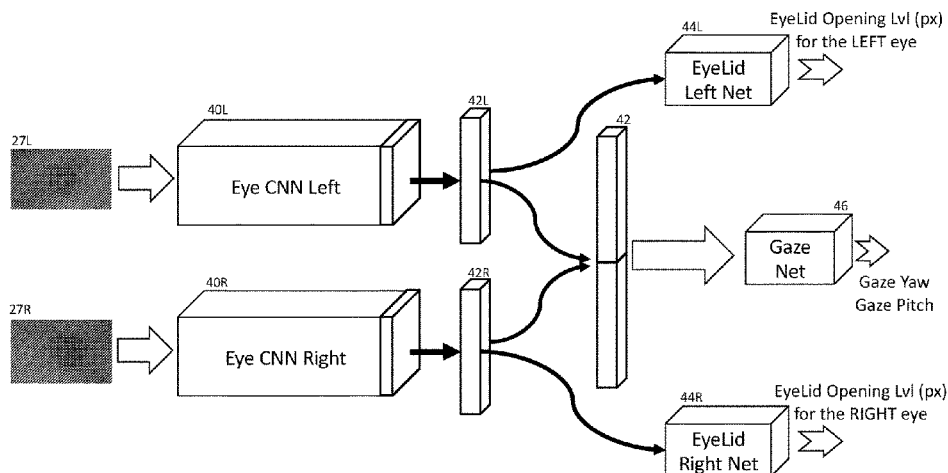 44L
EyeLid Opening Lvl (px)
for the LEFT eye
EyeLid
Left Net
40L
42L
42
27L
Eye CNN Left
46
Gaze
Net
Gaze Yaw
Gaze Pitch
40R
42R
27R
Eye CNN Right
44R
EyeLid Opening Lvl (px)
for the RIGHT eye
EyeLid
Right Net